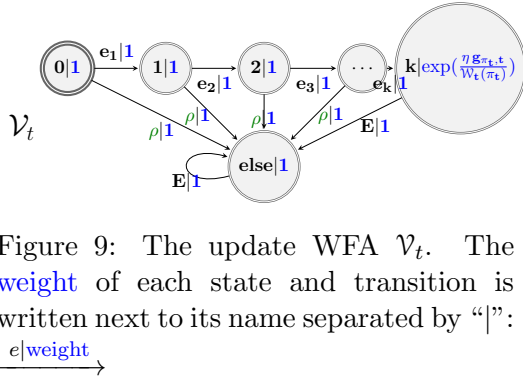 0|1
e₁|1
1|1
e₂|1
2|1
e₃|1
⋯
eₖ|1
k|exp(η g_{πₜ,t} / Wₜ(πₜ))
𝒱ₜ
ρ|1
ρ|1
ρ|1
ρ|1
E|1
else|1
E|1
Figure 9: The update WFA 𝒱ₜ. The
weight of each state and transition is
written next to its name separated by “|”:
e|weight